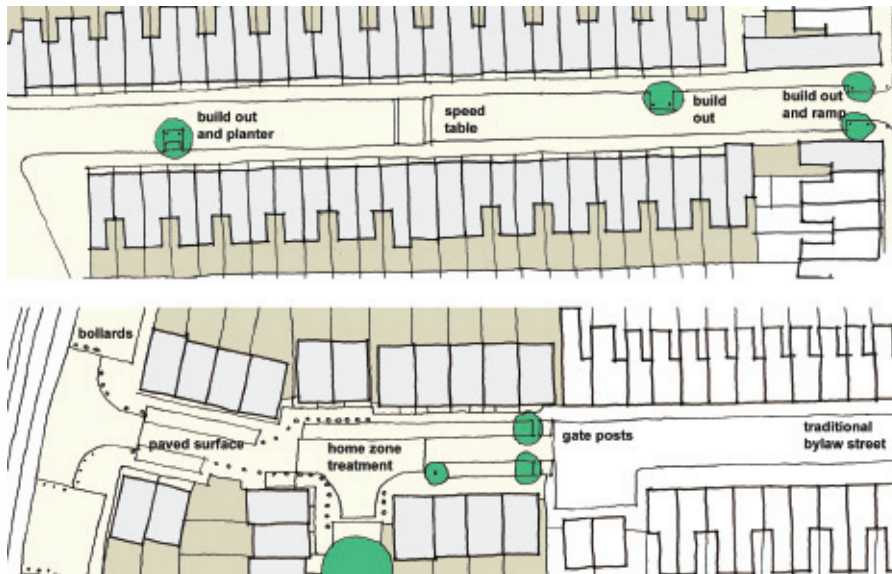 build out
and planter
speed
table
build
out
build out
and ramp
bollards
paved surface
home zone
treatment
gate posts
traditional
bylaw street